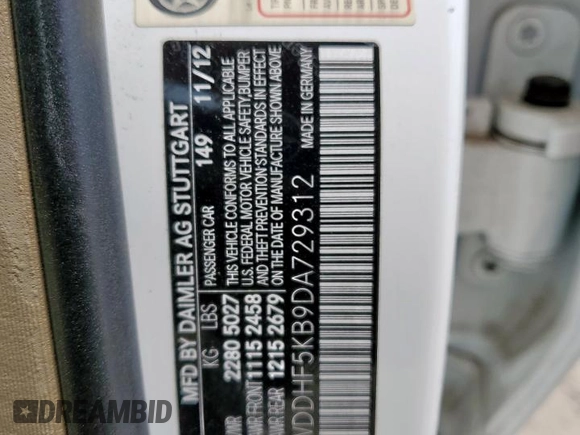 MFD BY DAIMLER AG STUTTGART
KG LBS PASSENGER CAR 149 11/12
2280 5027 THIS VEHICLE CONFORMS TO ALL APPLICABLE
FRONT 1115 2458 U.S. FEDERAL MOTOR VEHICLE SAFETY, BUMPER
REAR 1215 2679 AND THEFT PREVENTION STANDARDS IN EFFECT
ON THE DATE OF MANUFACTURE SHOWN ABOVE
MADE IN GERMANY
WDDHF5KB9DA729312
DREAMBID